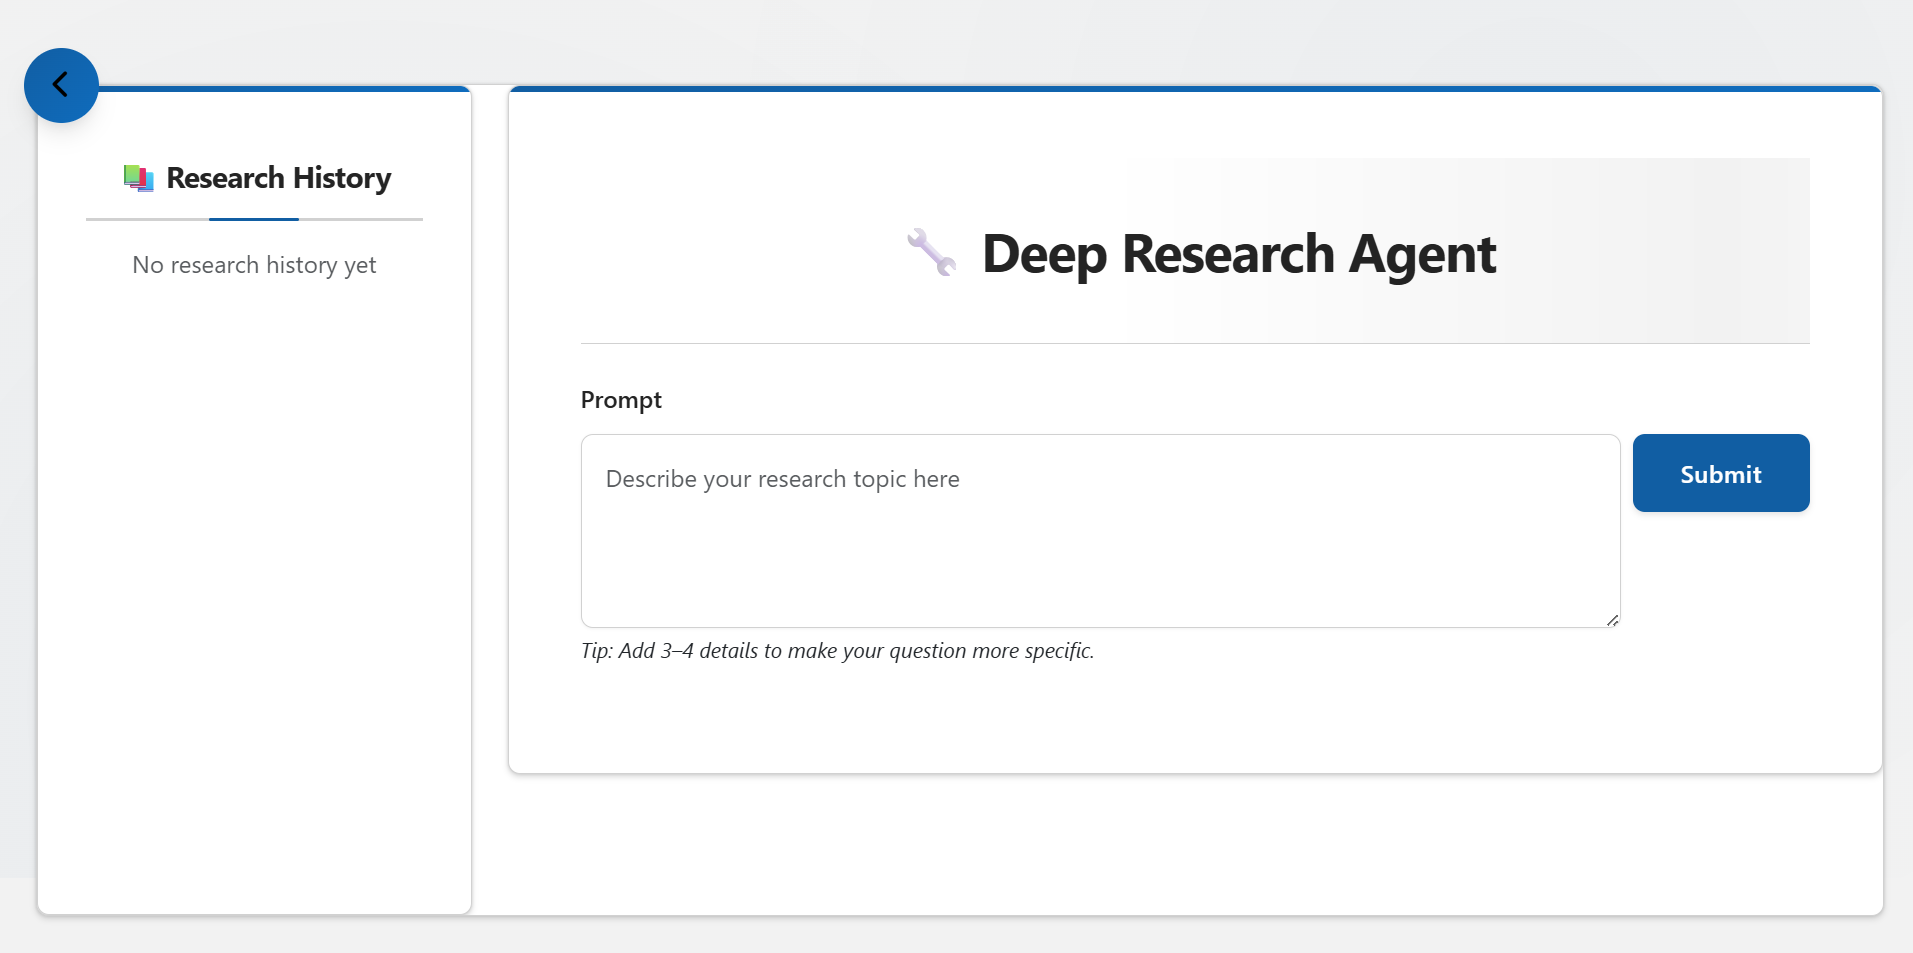 Research History
No research history yet
Deep Research Agent
Prompt
Describe your research topic here
Submit
Tip: Add 3–4 details to make your question more specific.